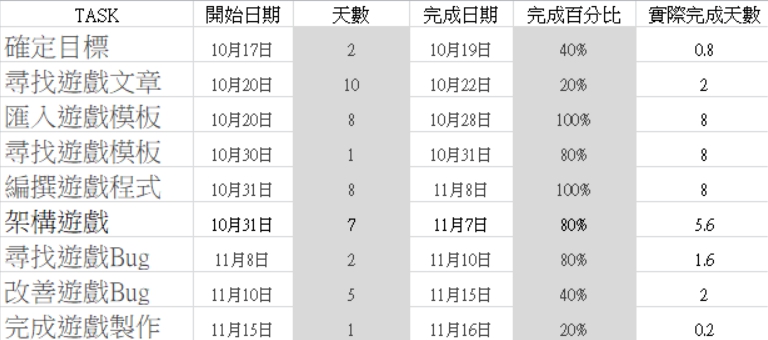 TASK 開始日期 天數 完成日期 完成百分比 實際完成天數
確定目標 10月17日 2 10月19日 40% 0.8
尋找遊戲文章 10月20日 10 10月22日 20% 2
匯入遊戲模板 10月20日 8 10月28日 100% 8
尋找遊戲模板 10月30日 1 10月31日 80% 8
編撰遊戲程式 10月31日 8 11月8日 100% 8
架構遊戲 10月31日 7 11月7日 80% 5.6
尋找遊戲Bug 11月8日 2 11月10日 80% 1.6
改善遊戲Bug 11月10日 5 11月15日 40% 2
完成遊戲製作 11月15日 1 11月16日 20% 0.2